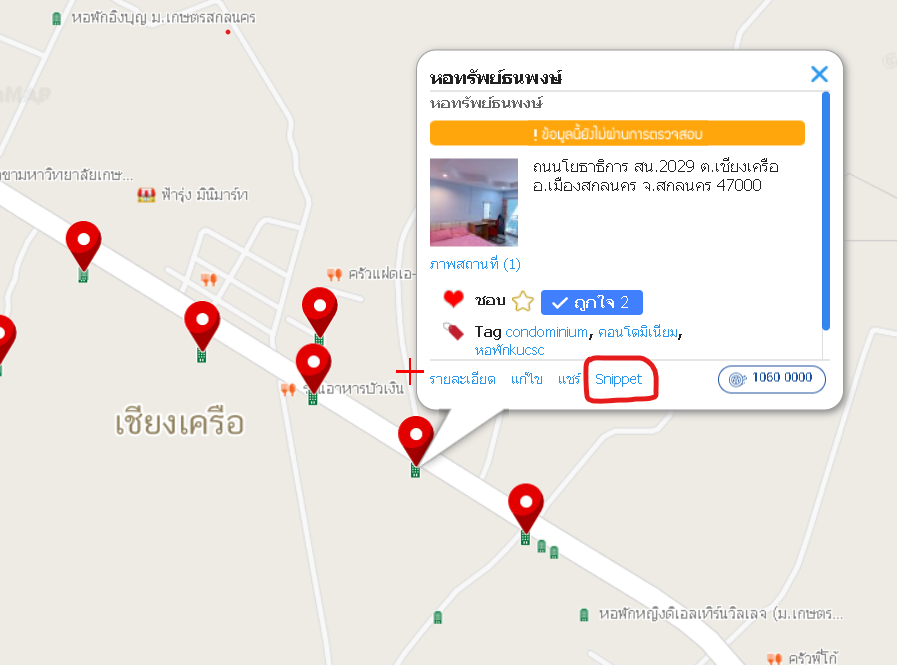 หอพักอิงบุญ ม.เกษตรสกลนคร
หอทรัพย์ธนพงษ์
หอทรัพย์ธนพงษ์
! ข้อมูลนี้ยังไม่ผ่านการตรวจสอบ
ถนนโยธาธิการ สน.2029 ต.เชียงเครือ
อ.เมืองสกลนคร จ.สกลนคร 47000
ภาพสถานที่ (1)
ชอบ ถูกใจ 2
Tag condominium, คอนโดมิเนียม,
หอพักkucsc
รายละเอียด แก้ไข แชร์ Snippet 1060 0000
ขามมหาวิทยาลัยเกษ...
ฟ้ารุ่ง มินิมาร์ท
ครัวแฝดเอ
อาหารบัวเงิน
เชียงเครือ
หอพักหญิงดิเอลเทิร์นวิลเลจ (ม.เกษตร...
ครัวพี่โก้